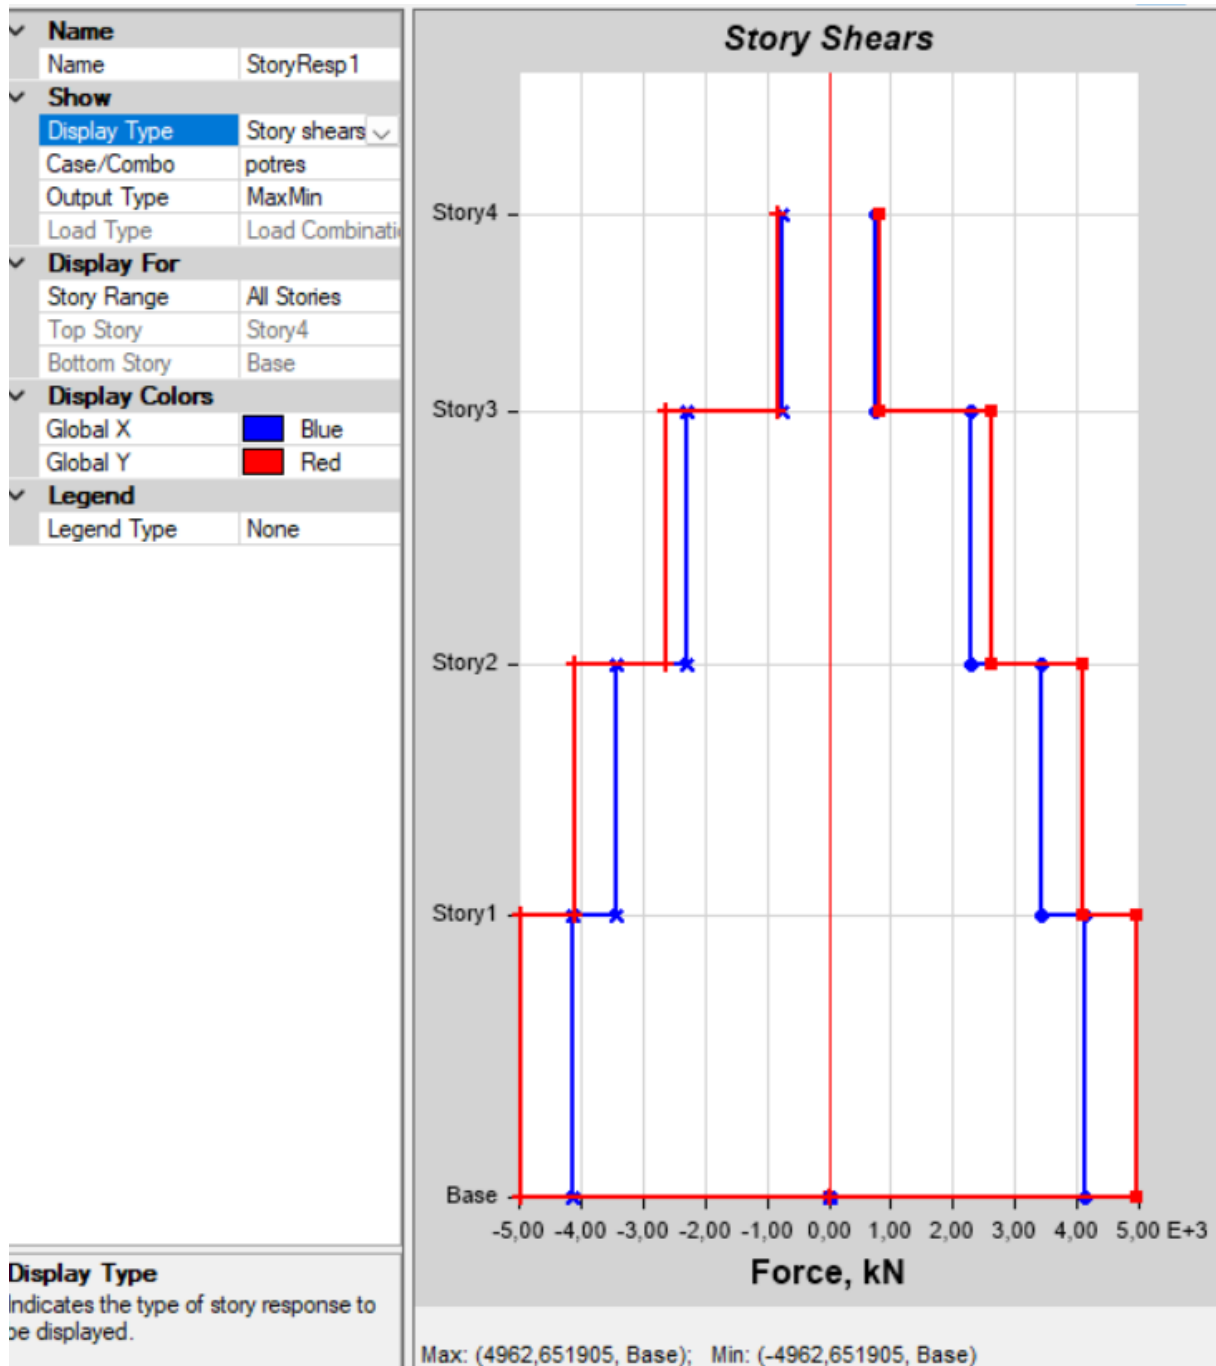 Name
Name StoryResp1
Show
Display Type Story shears
Case/Combo potres
Output Type MaxMin
Load Type Load Combinati
Display For
Story Range All Stories
Top Story Story4
Bottom Story Base
Display Colors
Global X Blue
Global Y Red
Legend
Legend Type None
Display Type
Indicates the type of story response to
be displayed.
Story Shears
Story4
Story3
Story2
Story1
Base
-5,00 -4,00 -3,00 -2,00 -1,00 0,00 1,00 2,00 3,00 4,00 5,00 E+3
Force, kN
Max: (4962,651905, Base); Min: (-4962,651905, Base)